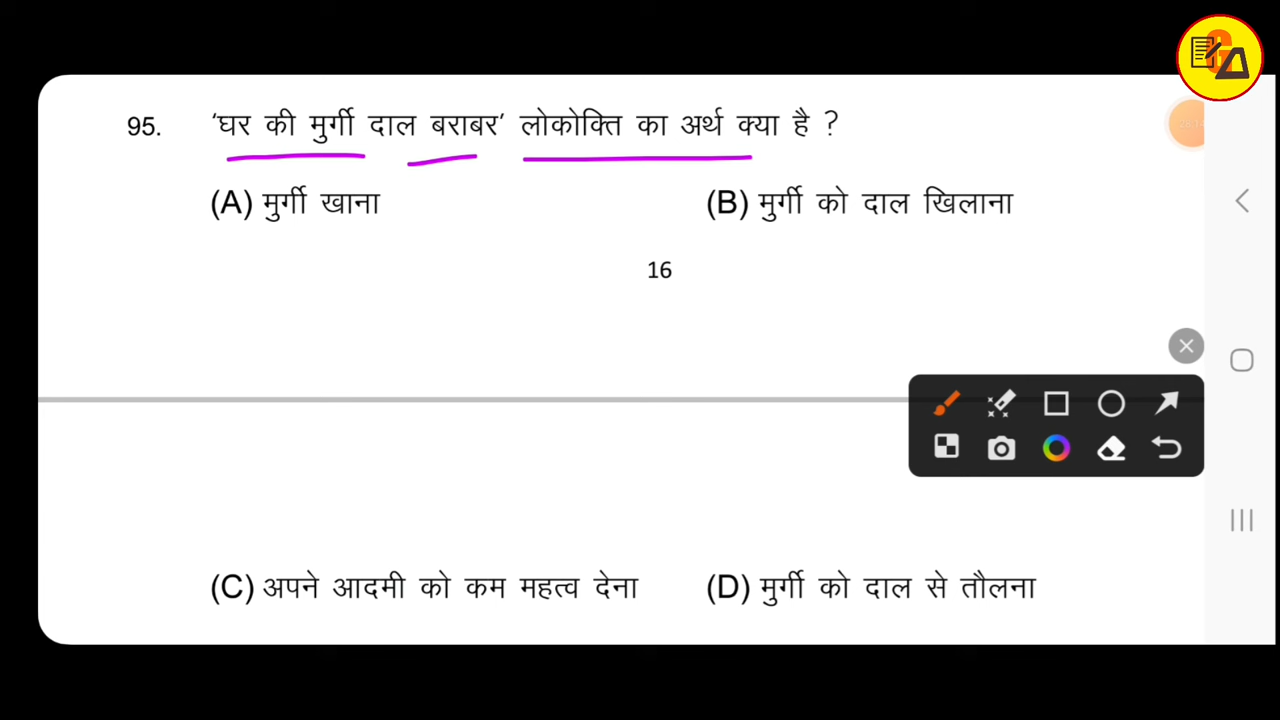 95. 'घर की मुर्गी दाल बराबर' लोकोक्ति का अर्थ क्या है ?
(A) मुर्गी खाना (B) मुर्गी को दाल खिलाना
16
(C) अपने आदमी को कम महत्व देना (D) मुर्गी को दाल से तौलना